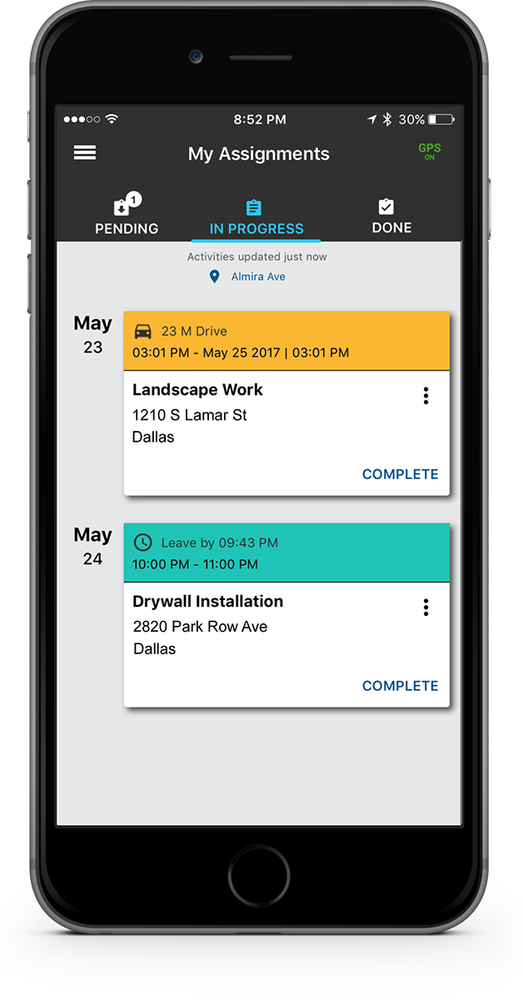 8:52 PM
30%
My Assignments
GPS
ON
1
PENDING
IN PROGRESS
DONE
Activities updated just now
Almira Ave
May
23
23 M Drive
03:01 PM - May 25 2017 | 03:01 PM
Landscape Work
1210 S Lamar St
Dallas
COMPLETE
May
24
Leave by 09:43 PM
10:00 PM - 11:00 PM
Drywall Installation
2820 Park Row Ave
Dallas
COMPLETE